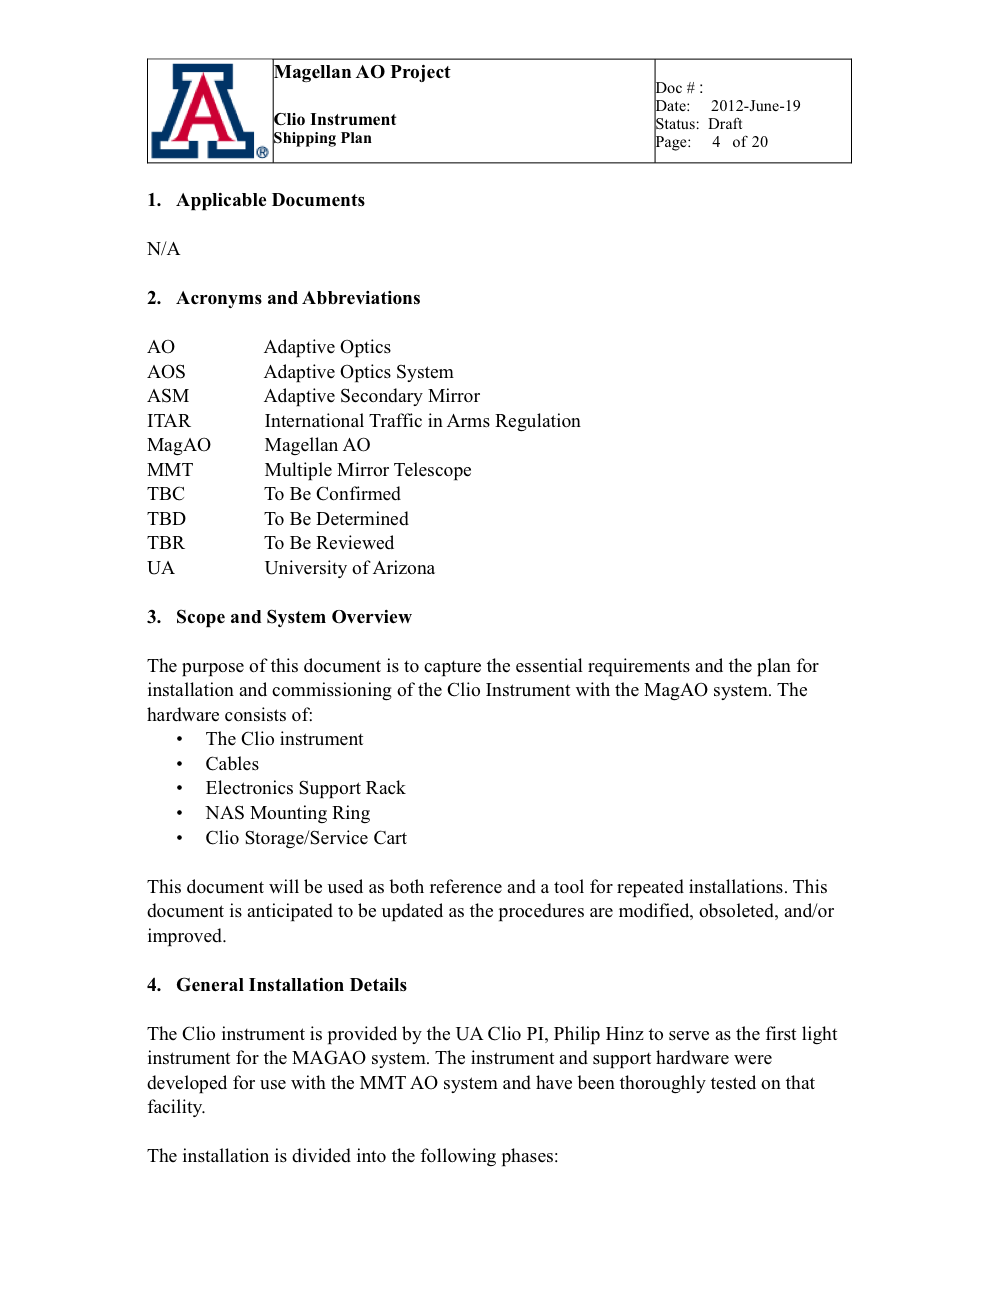 Magellan AO Project
Clio Instrument
Shipping Plan
Doc # :
Date: 2012-June-19
Status: Draft
Page: 4 of 20
A
®
1. Applicable Documents
N/A
2. Acronyms and Abbreviations
AO Adaptive Optics
AOS Adaptive Optics System
ASM Adaptive Secondary Mirror
ITAR International Traffic in Arms Regulation
MagAO Magellan AO
MMT Multiple Mirror Telescope
TBC To Be Confirmed
TBD To Be Determined
TBR To Be Reviewed
UA University of Arizona
3. Scope and System Overview
The purpose of this document is to capture the essential requirements and the plan for
installation and commissioning of the Clio Instrument with the MagAO system. The
hardware consists of:
• The Clio instrument
• Cables
• Electronics Support Rack
• NAS Mounting Ring
• Clio Storage/Service Cart
This document will be used as both reference and a tool for repeated installations. This
document is anticipated to be updated as the procedures are modified, obsoleted, and/or
improved.
4. General Installation Details
The Clio instrument is provided by the UA Clio PI, Philip Hinz to serve as the first light
instrument for the MAGAO system. The instrument and support hardware were
developed for use with the MMT AO system and have been thoroughly tested on that
facility.
The installation is divided into the following phases: